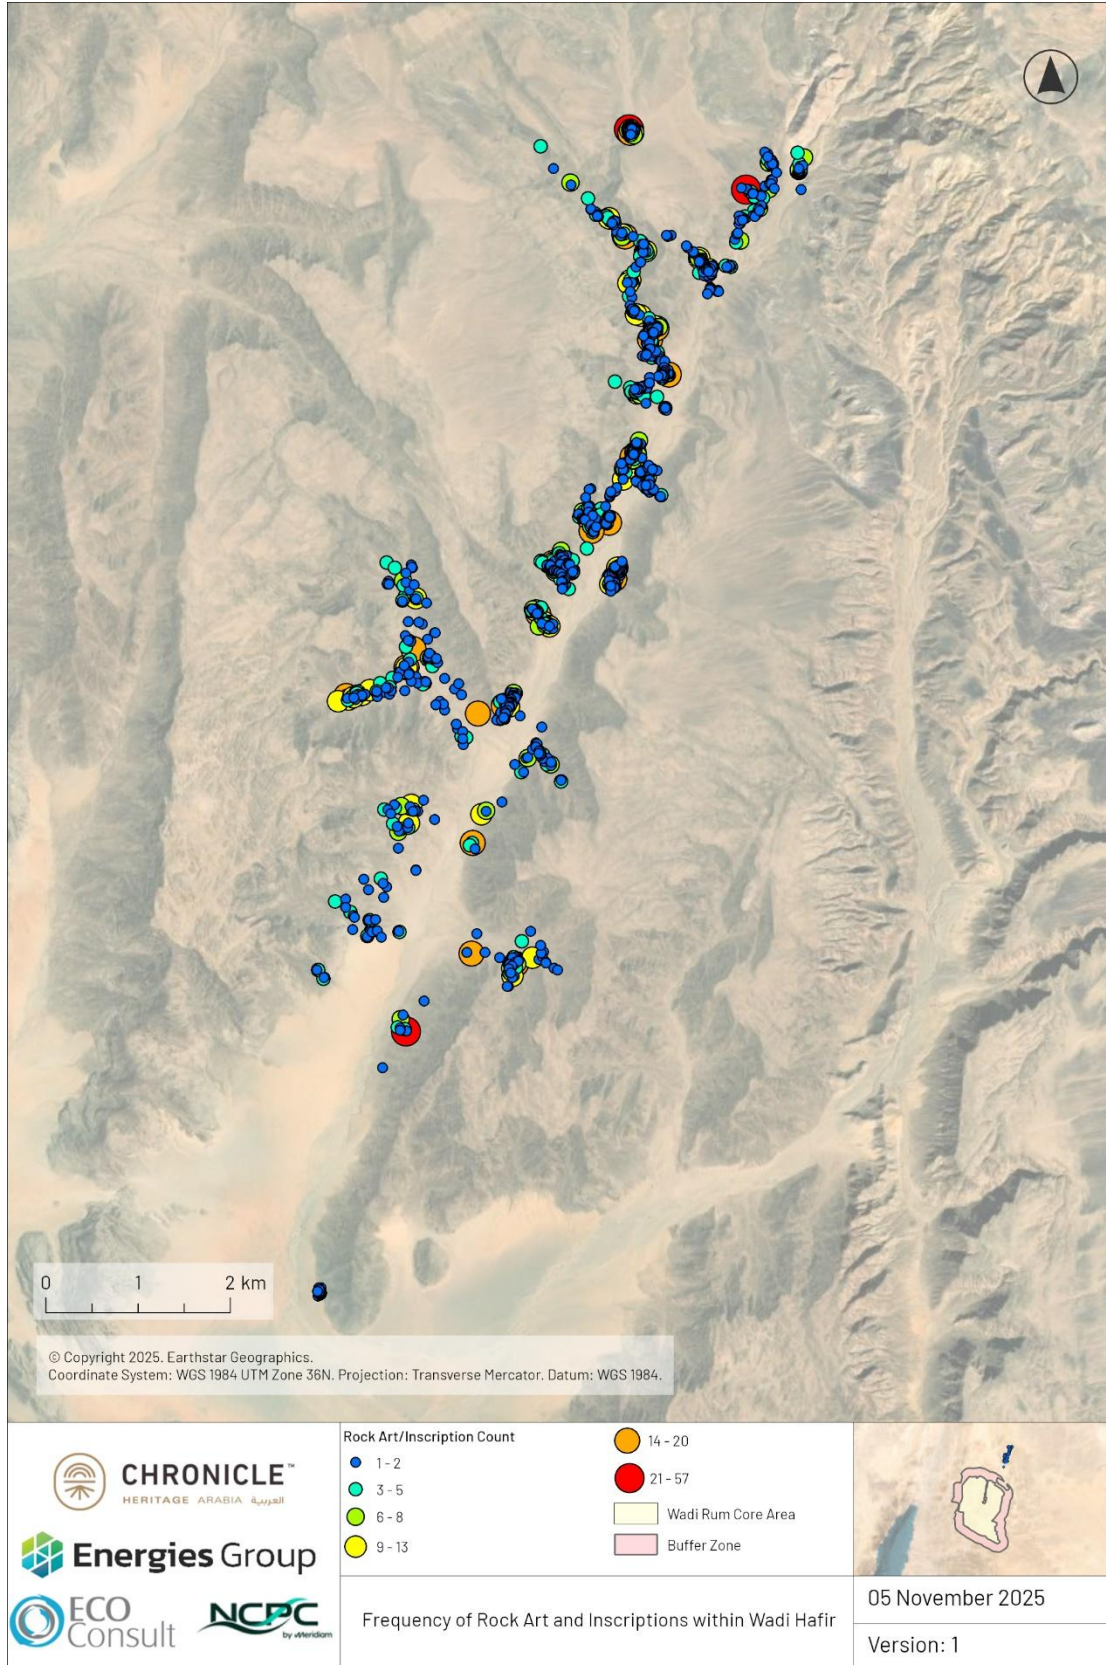 0 1 2 km
© Copyright 2025. Earthstar Geographics.
Coordinate System: WGS 1984 UTM Zone 36N. Projection: Transverse Mercator. Datum: WGS 1984.
CHRONICLE™
HERITAGE ARABIA العربية
Energies Group
ECO
Consult
NCPC
by Meridiam
Rock Art/Inscription Count
1 - 2
3 - 5
6 - 8
9 - 13
14 - 20
21 - 57
Wadi Rum Core Area
Buffer Zone
Frequency of Rock Art and Inscriptions within Wadi Hafir
05 November 2025
Version: 1